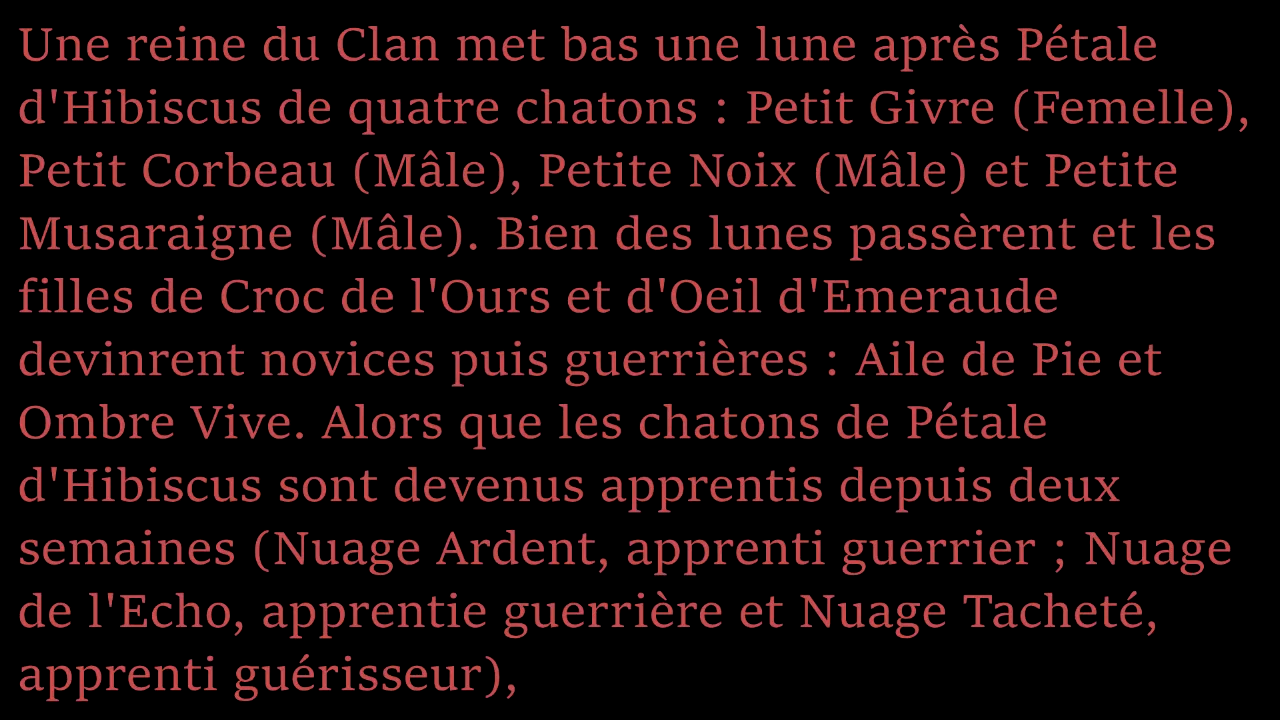 Une reine du Clan met bas une lune après Pétale
d'Hibiscus de quatre chatons : Petit Givre (Femelle),
Petit Corbeau (Mâle), Petite Noix (Mâle) et Petite
Musaraigne (Mâle). Bien des lunes passèrent et les
filles de Croc de l'Ours et d'Oeil d'Emeraude
devinrent novices puis guerrières : Aile de Pie et
Ombre Vive. Alors que les chatons de Pétale
d'Hibiscus sont devenus apprentis depuis deux
semaines (Nuage Ardent, apprenti guerrier ; Nuage
de l'Echo, apprentie guerrière et Nuage Tacheté,
apprenti guérisseur),